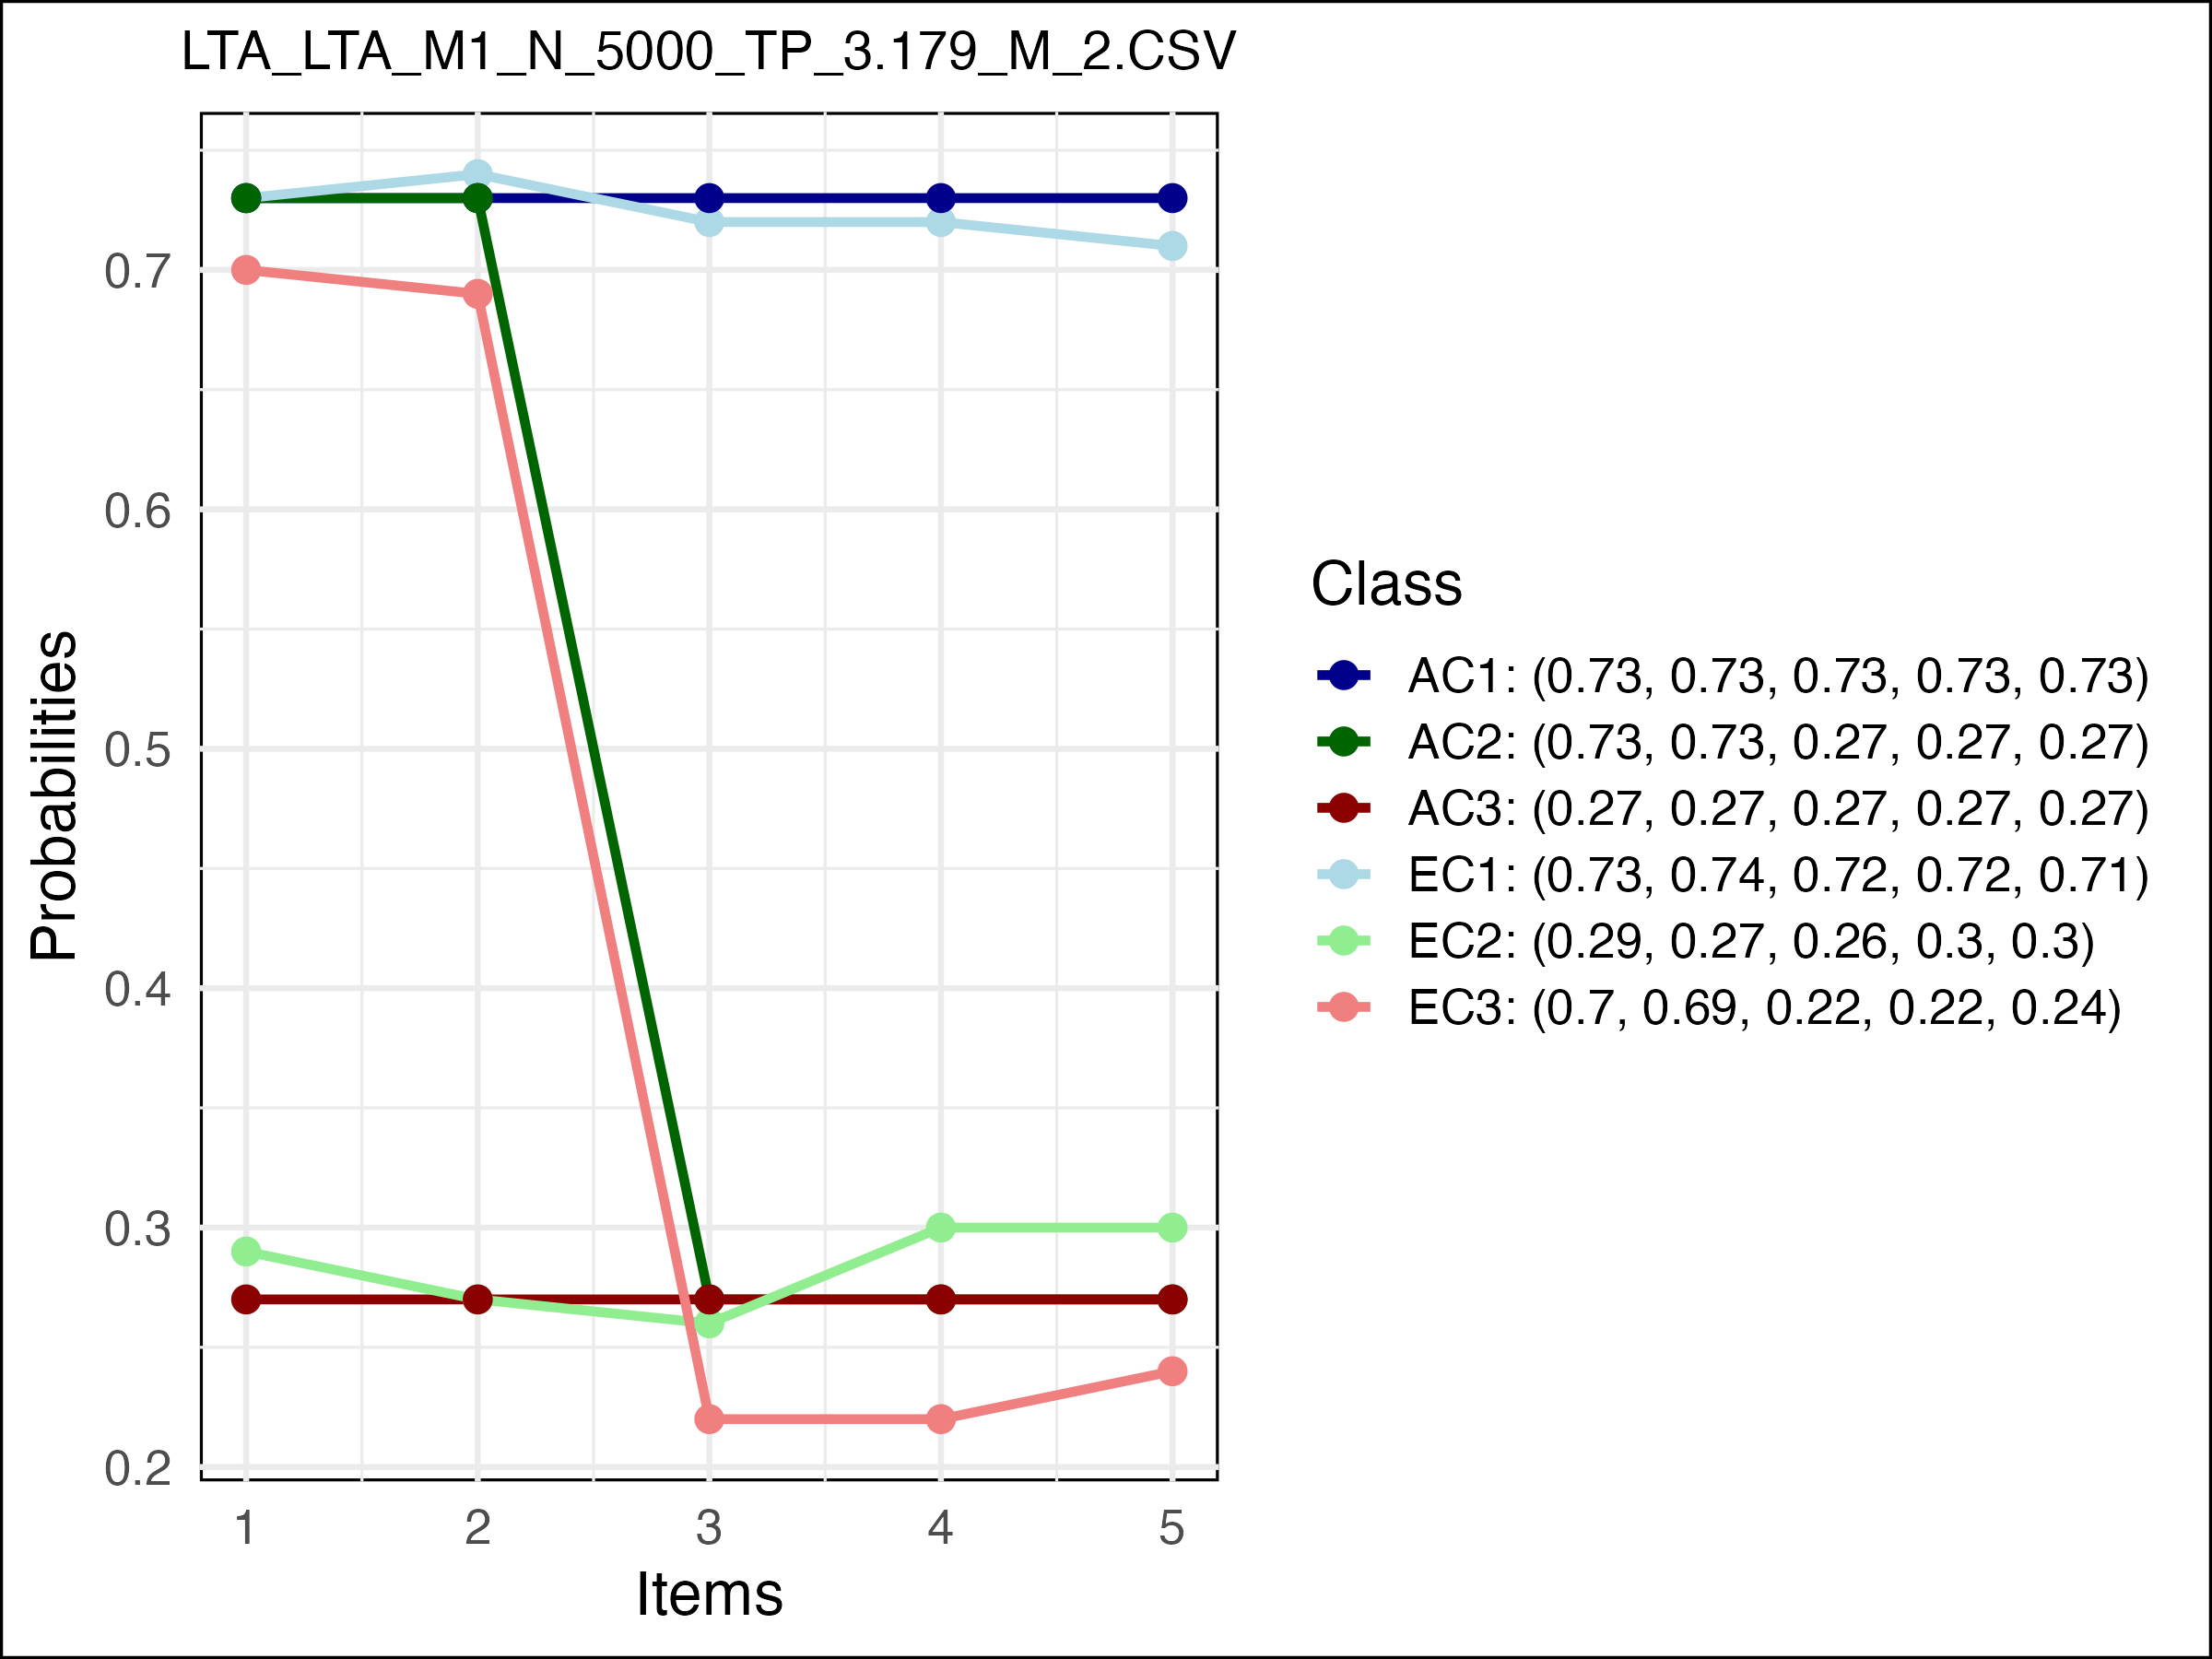 LTA_LTA_M1_N_5000_TP_3.179_M_2.CSV
Probabilities
0.7
0.6
0.5
0.4
0.3
0.2
1 2 3 4 5
Items
Class
AC1: (0.73, 0.73, 0.73, 0.73, 0.73)
AC2: (0.73, 0.73, 0.27, 0.27, 0.27)
AC3: (0.27, 0.27, 0.27, 0.27, 0.27)
EC1: (0.73, 0.74, 0.72, 0.72, 0.71)
EC2: (0.29, 0.27, 0.26, 0.3, 0.3)
EC3: (0.7, 0.69, 0.22, 0.22, 0.24)